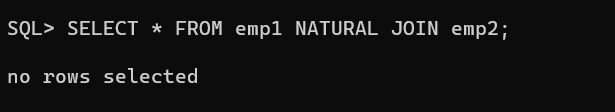 SQL> SELECT * FROM emp1 NATURAL JOIN emp2;
no rows selected